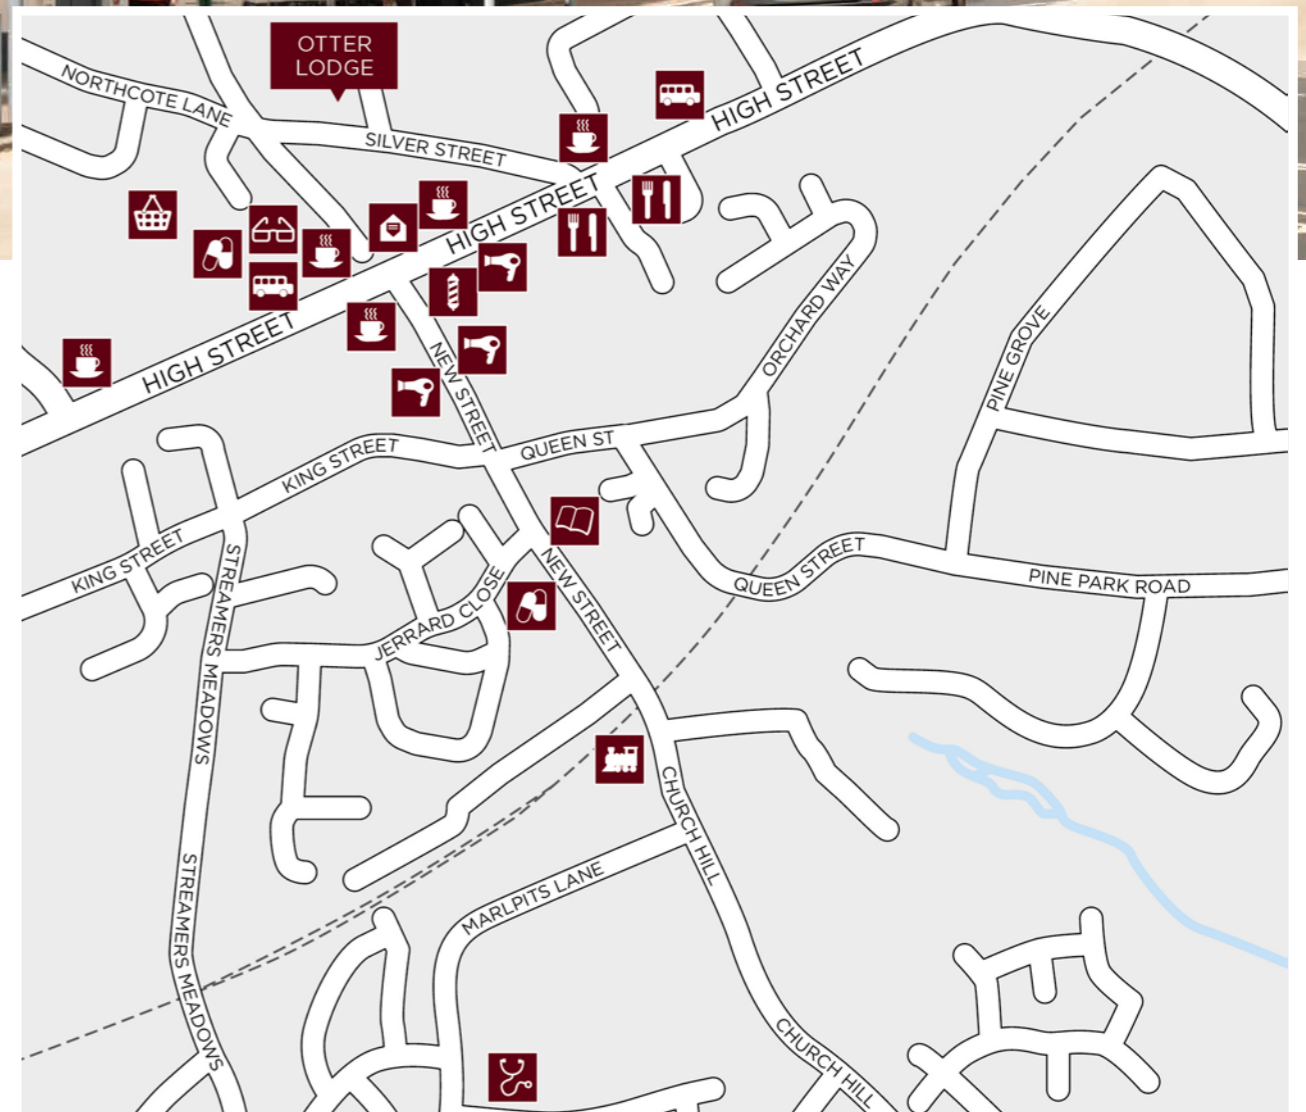 OTTER
LODGE
NORTHCOTE LANE
SILVER STREET
HIGH STREET
HIGH STREET
HIGH STREET
NEW STREET
ORCHARD WAY
PINE GROVE
QUEEN ST
KING STREET
KING STREET
STREAMERS MEADOWS
JERRARD CLOSE
NEW STREET
QUEEN STREET
PINE PARK ROAD
CHURCH HILL
MARLPITS LANE
STREAMERS MEADOWS
CHURCH HILL